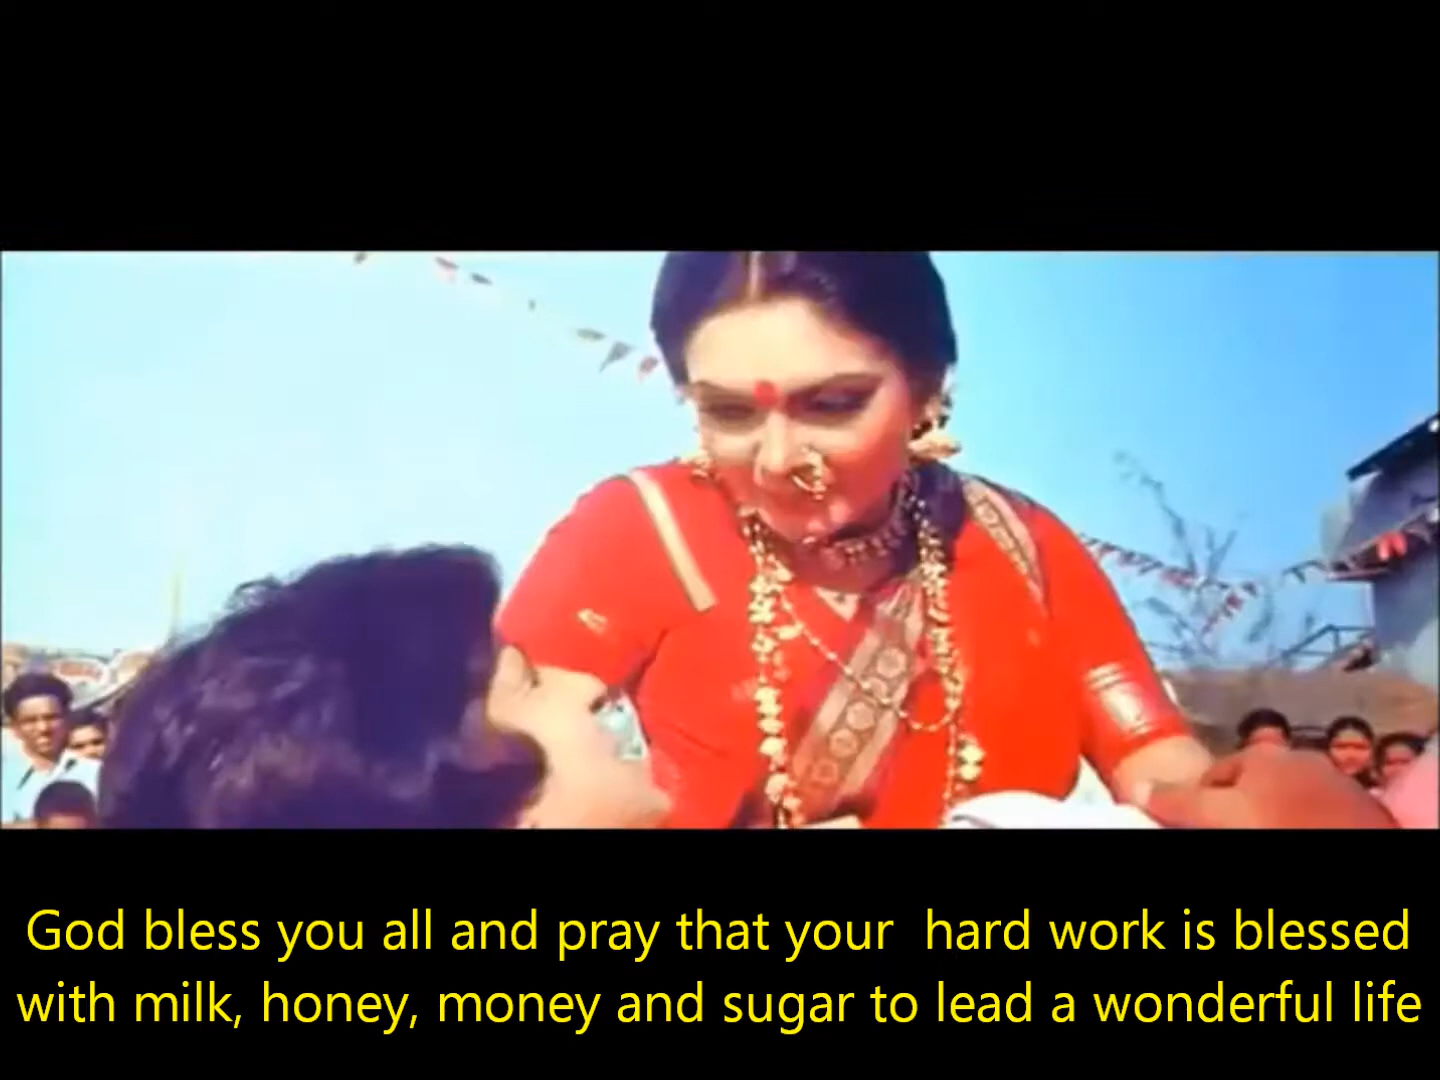 God bless you all and pray that your  hard work is blessed
with milk, honey, money and sugar to lead a wonderful life